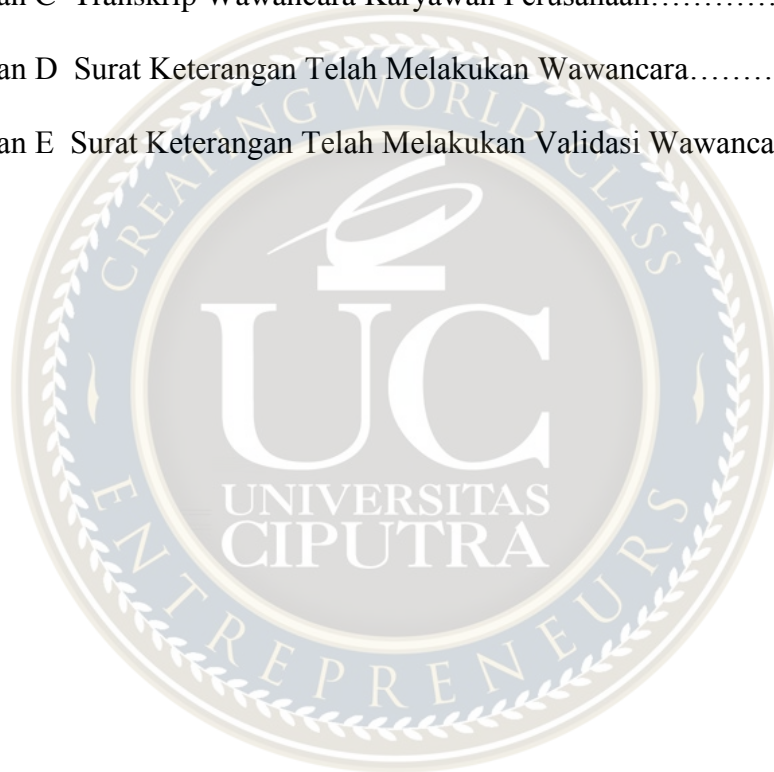 an C Transkrip Wawancara Karyawan Perusahaan…………..
an D Surat Keterangan Telah Melakukan Wawancara………
an E Surat Keterangan Telah Melakukan Validasi Wawanca
CREATING WORLD CLASS
UC
UNIVERSITAS
CIPUTRA
ENTREPRENEURS